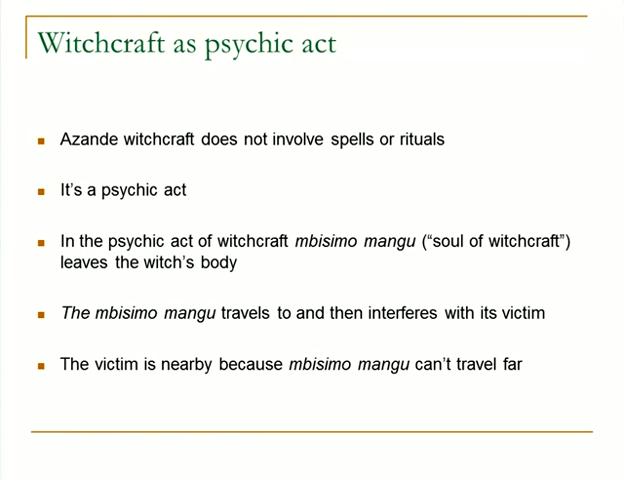 Witchcraft as psychic act
Azande witchcraft does not involve spells or rituals
It's a psychic act
In the psychic act of witchcraft mbisimo mangu (“soul of witchcraft”)
leaves the witch's body
The mbisimo mangu travels to and then interferes with its victim
The victim is nearby because mbisimo mangu can't travel far